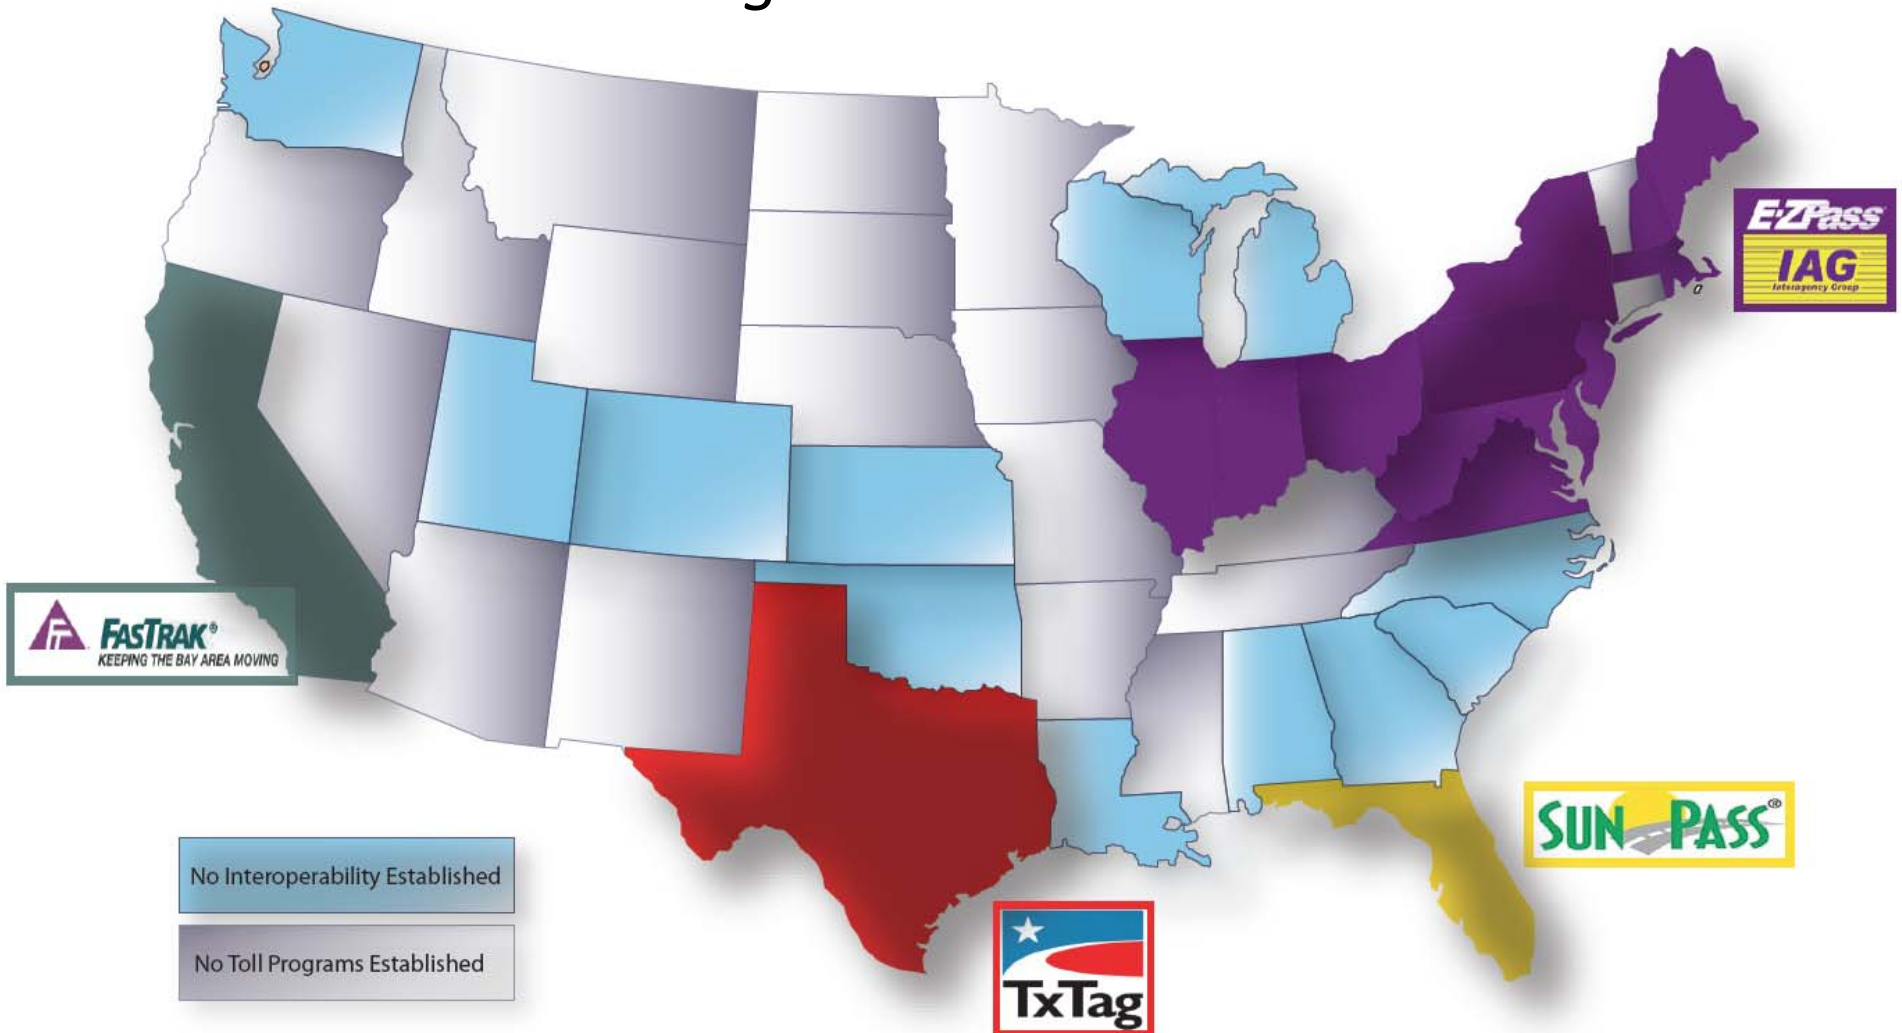 E-ZPass
IAG
Interagency Group
FASTRAK®
KEEPING THE BAY AREA MOVING
SUN PASS®
No Interoperability Established
No Toll Programs Established
TxTag